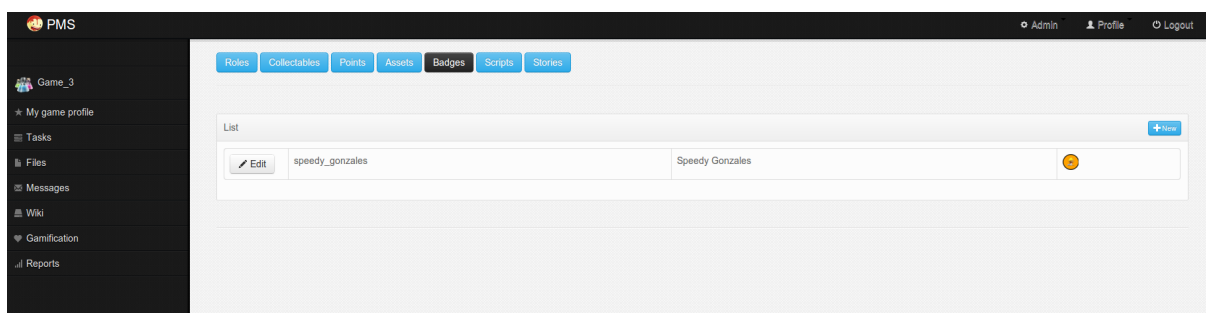 PMS
Admin Profile Logout
Roles Collectables Points Assets Badges Scripts Stories
Game_3
My game profile
Tasks
Files
Messages
Wiki
Gamification
Reports
List
New
Edit speedy_gonzales Speedy Gonzales